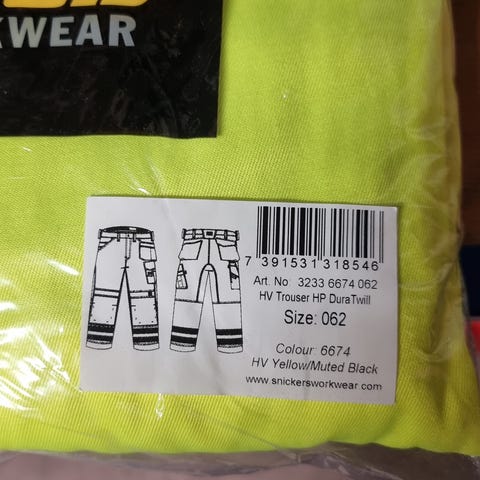 KWEAR
7 391531 318546
Art. No: 3233 6674 062
HV Trouser HP DuraTwill
Size: 062
Colour: 6674
HV Yellow/Muted Black
www.snickersworkwear.com